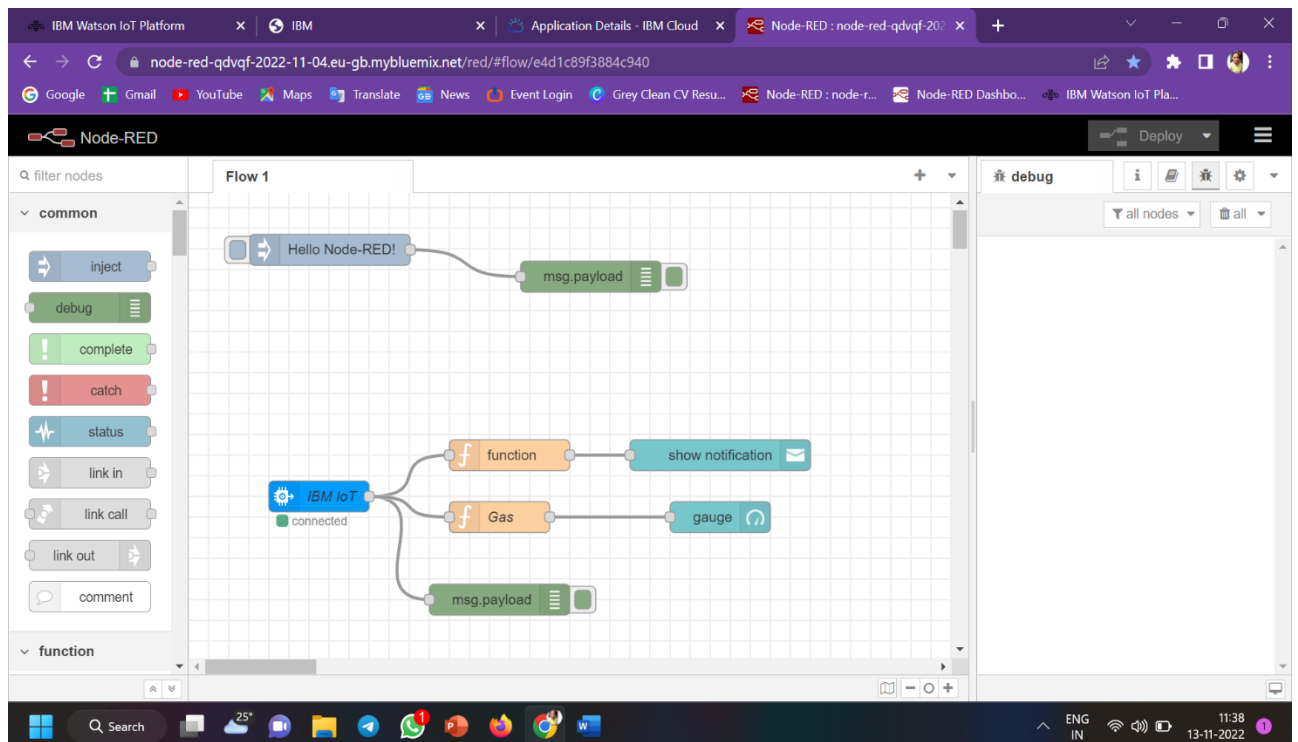 IBM Watson IoT Platform
IBM
Application Details - IBM Cloud
Node-RED : node-red-qdvqf-202
node-red-qdvqf-2022-11-04.eu-gb.mybluemix.net/red/#flow/e4d1c89f3884c940
Google
Gmail
YouTube
Maps
Translate
News
Event Login
Grey Clean CV Resu...
Node-RED : node-r...
Node-RED Dashbo...
IBM Watson IoT Pla...
Node-RED
Deploy
filter nodes
Flow 1
debug
common
all nodes
all
inject
debug
complete
catch
status
link in
link call
link out
comment
function
Hello Node-RED!
msg.payload
function
show notification
IBM IoT
connected
Gas
gauge
msg.payload
Search
25°
1
ENG
IN
11:38
13-11-2022
1